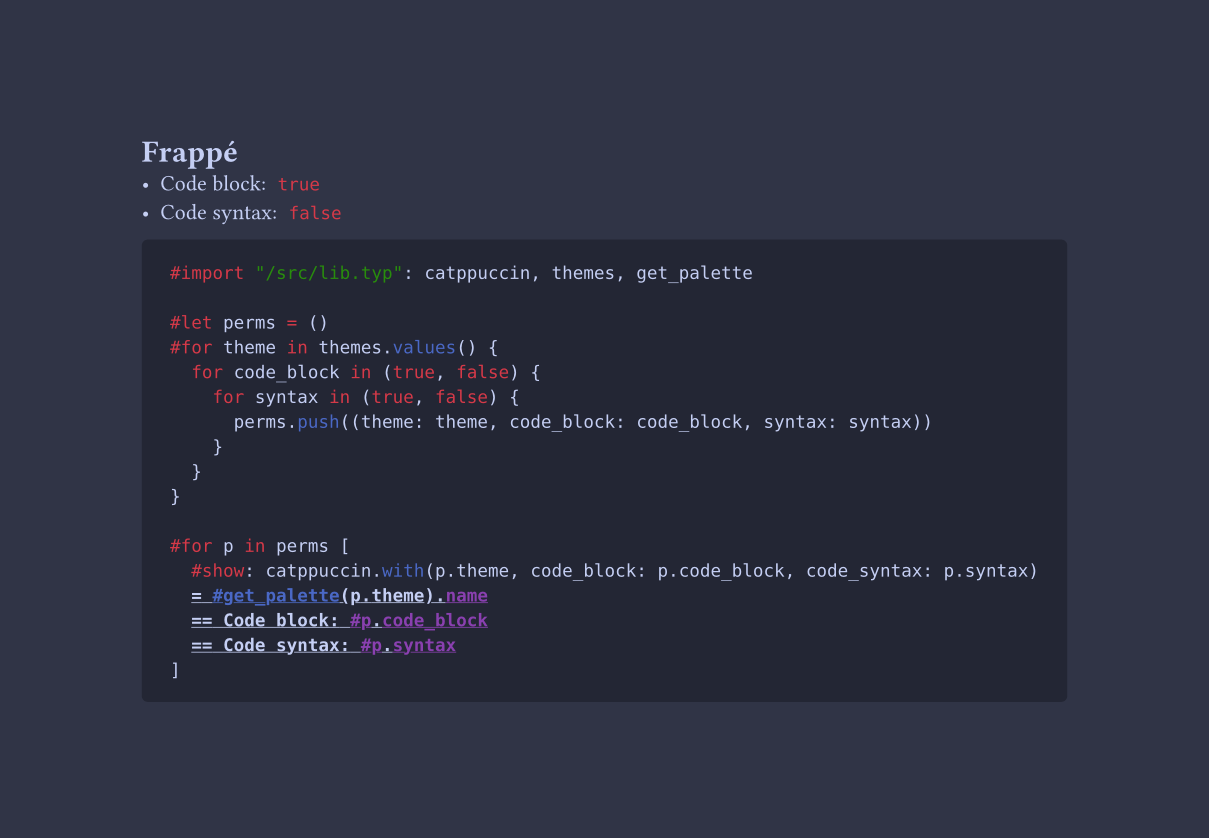 Frappé
• Code block: true
• Code syntax: false
#import "/src/lib.typ": catppuccin, themes, get_palette

#let perms = ()
#for theme in themes.values() {
  for code_block in (true, false) {
    for syntax in (true, false) {
      perms.push((theme: theme, code_block: code_block, syntax: syntax))
    }
  }
}

#for p in perms [
  #show: catppuccin.with(p.theme, code_block: p.code_block, code_syntax: p.syntax)
  = #get_palette(p.theme).name
  == Code block: #p.code_block
  == Code syntax: #p.syntax
]